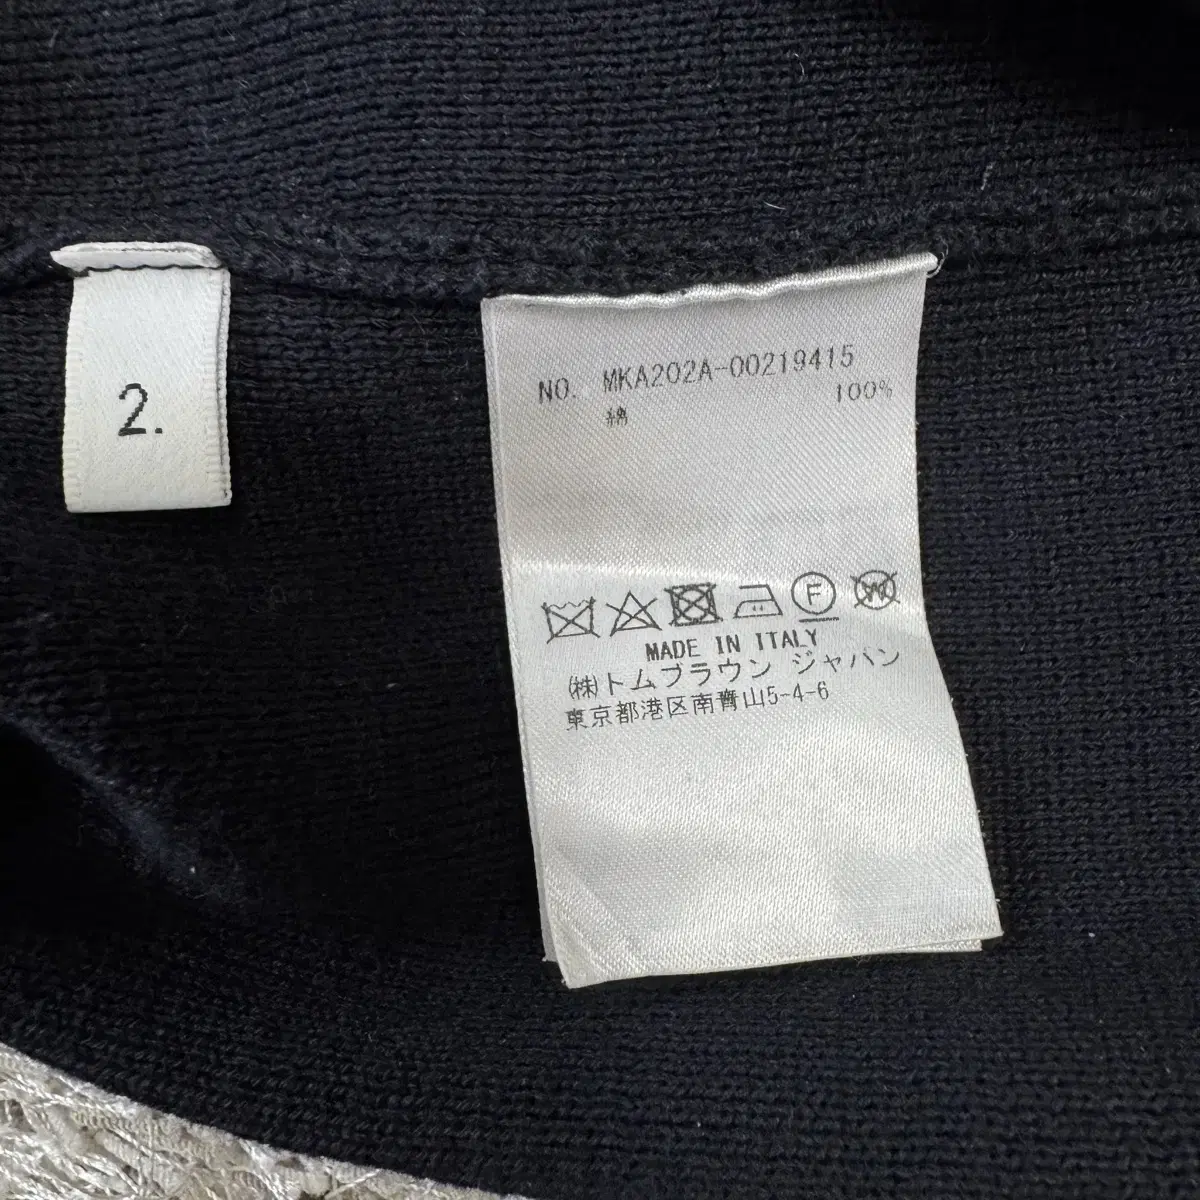 2.
NO. MKA202A-00219415
綿 100%
F W
MADE IN ITALY
㈱トムブラウン ジャパン
東京都港区南青山5-4-6